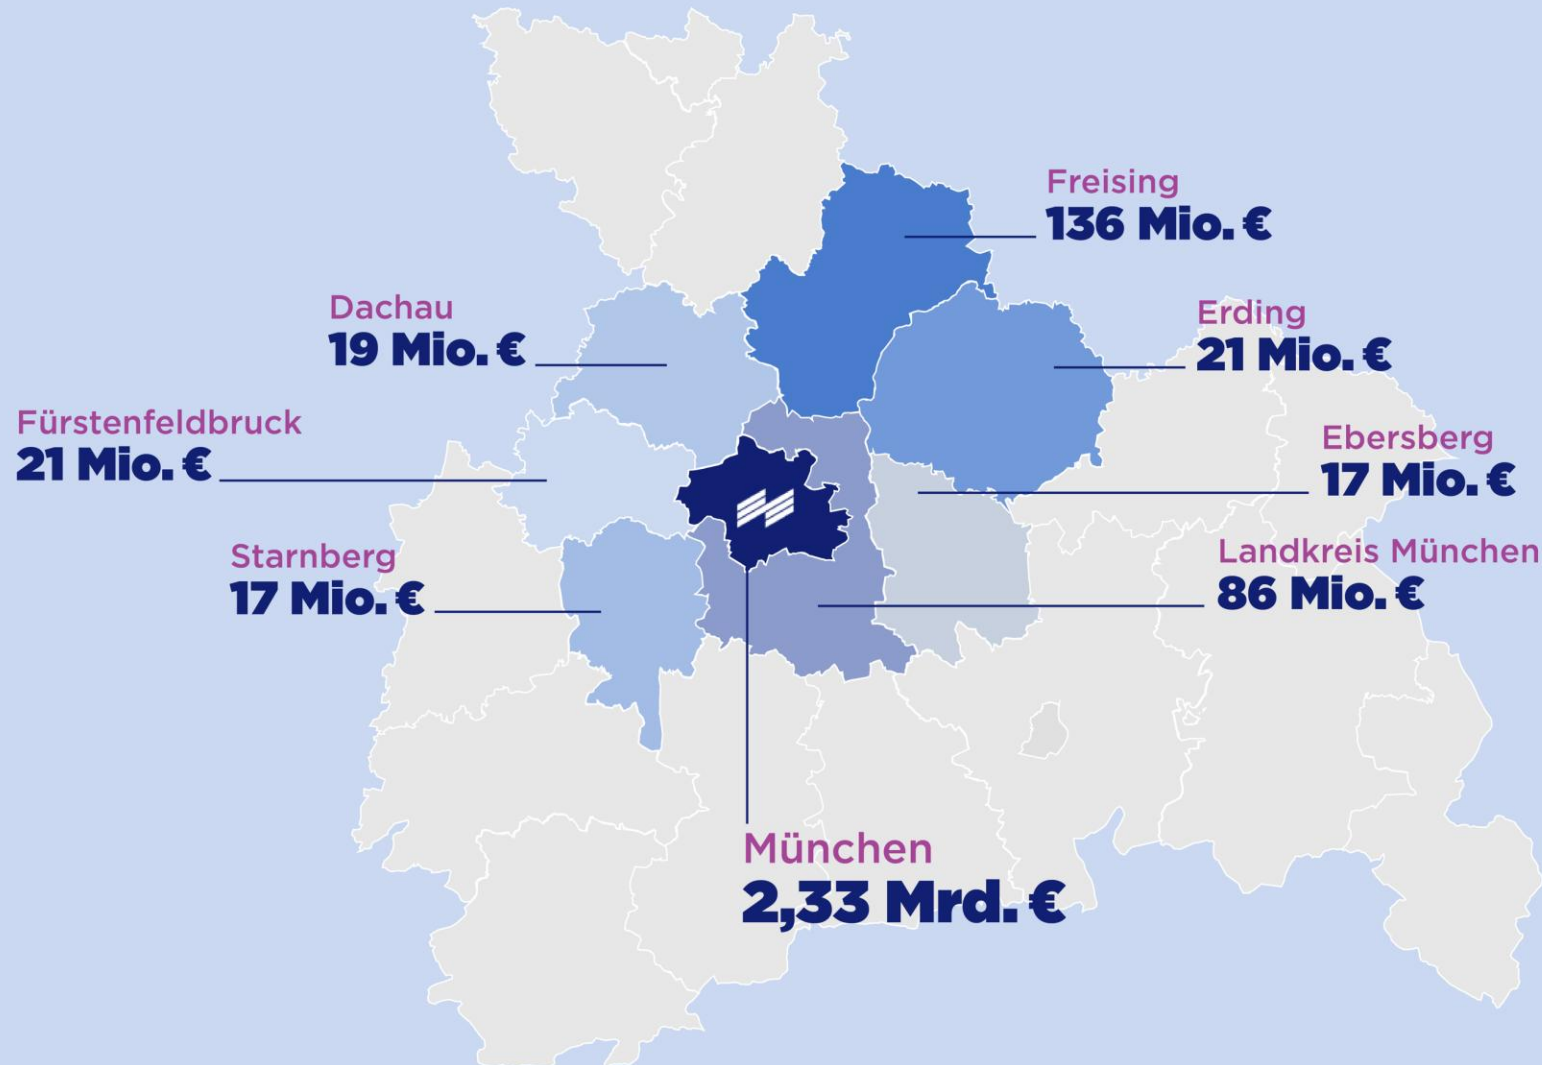 Freising
136 Mio. €
Dachau
19 Mio. €
Erding
21 Mio. €
Fürstenfeldbruck
21 Mio. €
Ebersberg
17 Mio. €
Starnberg
17 Mio. €
Landkreis München
86 Mio. €
München
2,33 Mrd. €